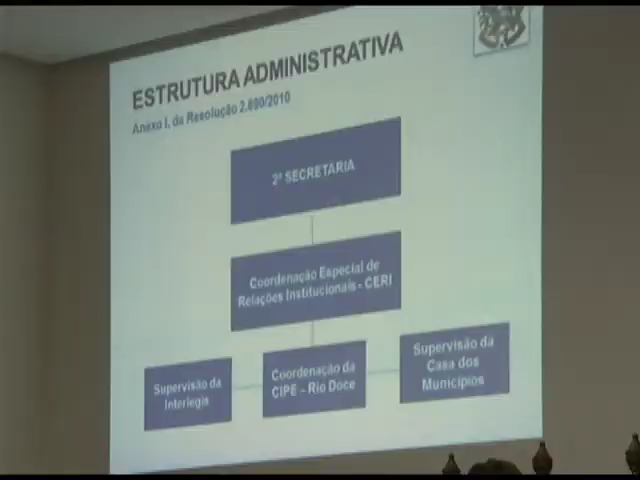 ESTRUTURA ADMINISTRATIVA
Anexo I, da Resolução 2.890/2010
2ª SECRETARIA
Coordenação Especial de
Relações Institucionais - CERI
Supervisão da
Interlegis
Coordenação da
CIPE – Rio Doce
Supervisão da
Casa dos
Municípios